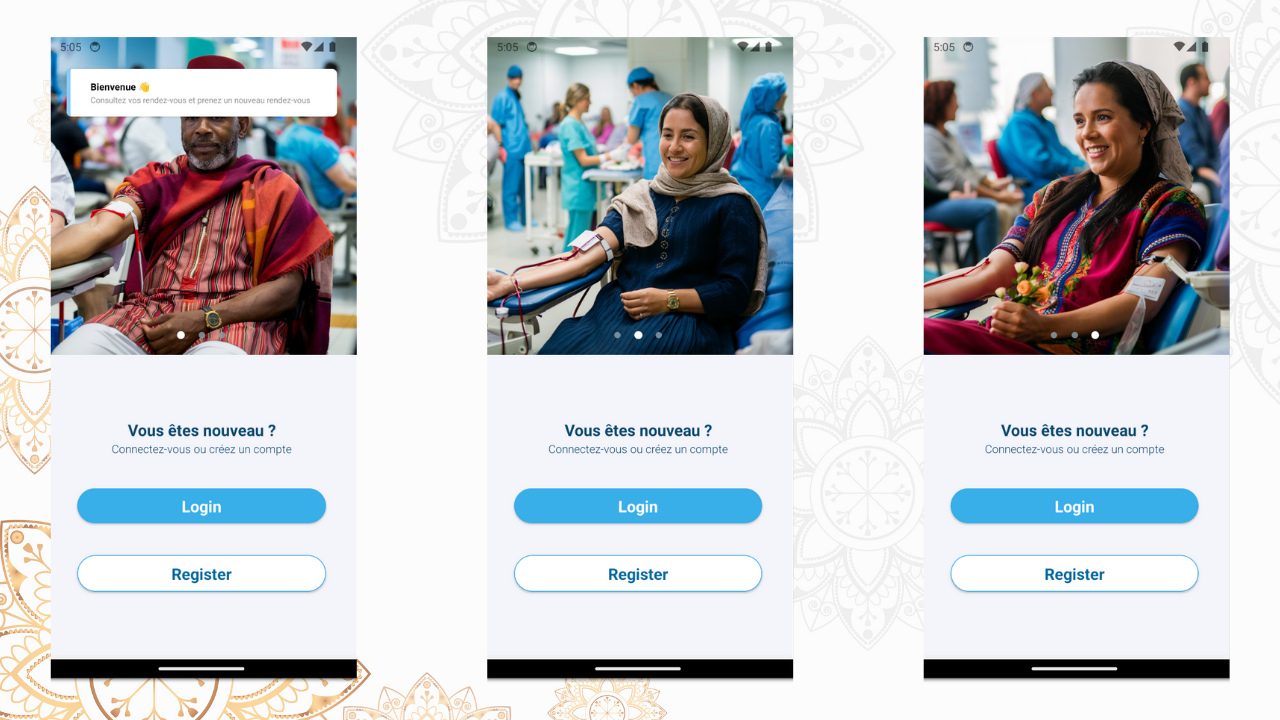 5:05
Bienvenue 👋
Consultez vos rendez-vous et prenez un nouveau rendez-vous
Vous êtes nouveau ?
Connectez-vous ou créez un compte
Login
Register
5:05
Vous êtes nouveau ?
Connectez-vous ou créez un compte
Login
Register
5:05
Vous êtes nouveau ?
Connectez-vous ou créez un compte
Login
Register